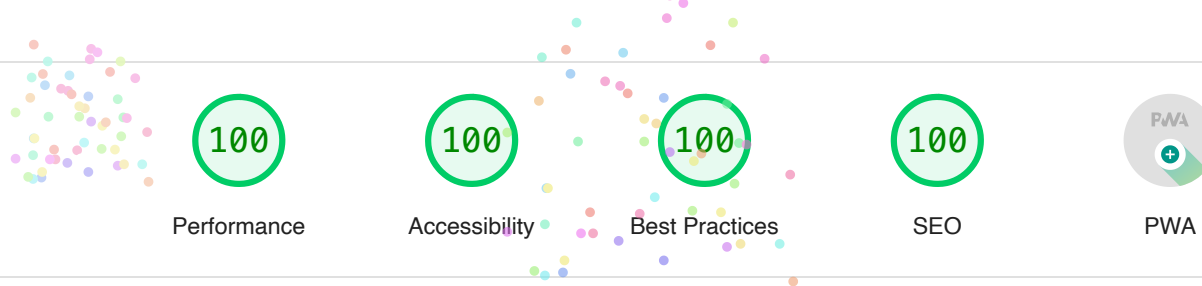 100 100 100 100 PWA
Performance Accessibility Best Practices SEO PWA